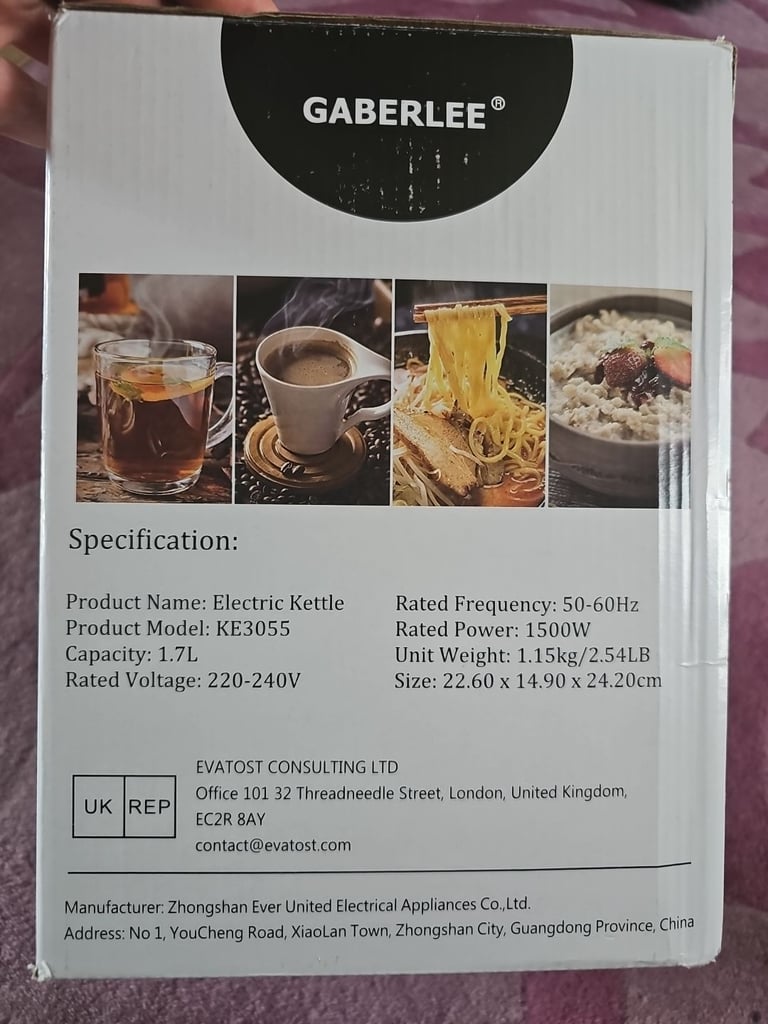 GABERLEE®
Specification:
Product Name: Electric Kettle
Product Model: KE3055
Capacity: 1.7L
Rated Voltage: 220-240V
Rated Frequency: 50-60Hz
Rated Power: 1500W
Unit Weight: 1.15kg/2.54LB
Size: 22.60 x 14.90 x 24.20cm
UK REP
EVATOST CONSULTING LTD
Office 101 32 Threadneedle Street, London, United Kingdom,
EC2R 8AY
contact@evatost.com
Manufacturer: Zhongshan Ever United Electrical Appliances Co.,Ltd.
Address: No 1, YouCheng Road, XiaoLan Town, Zhongshan City, Guangdong Province, China